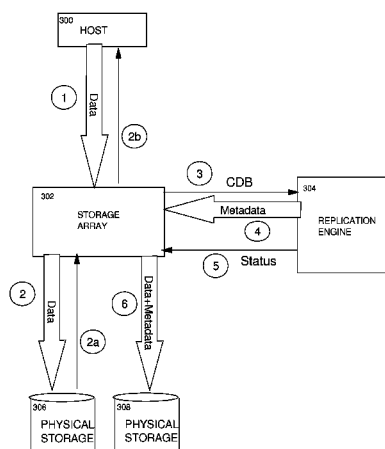 300
HOST
1
Data
2b
3
CDB
302
STORAGE
ARRAY
304
REPLICATION
ENGINE
Metadata
4
5
Status
2
Data
2a
6
Data+Metadata
306
PHYSICAL
STORAGE
308
PHYSICAL
STORAGE